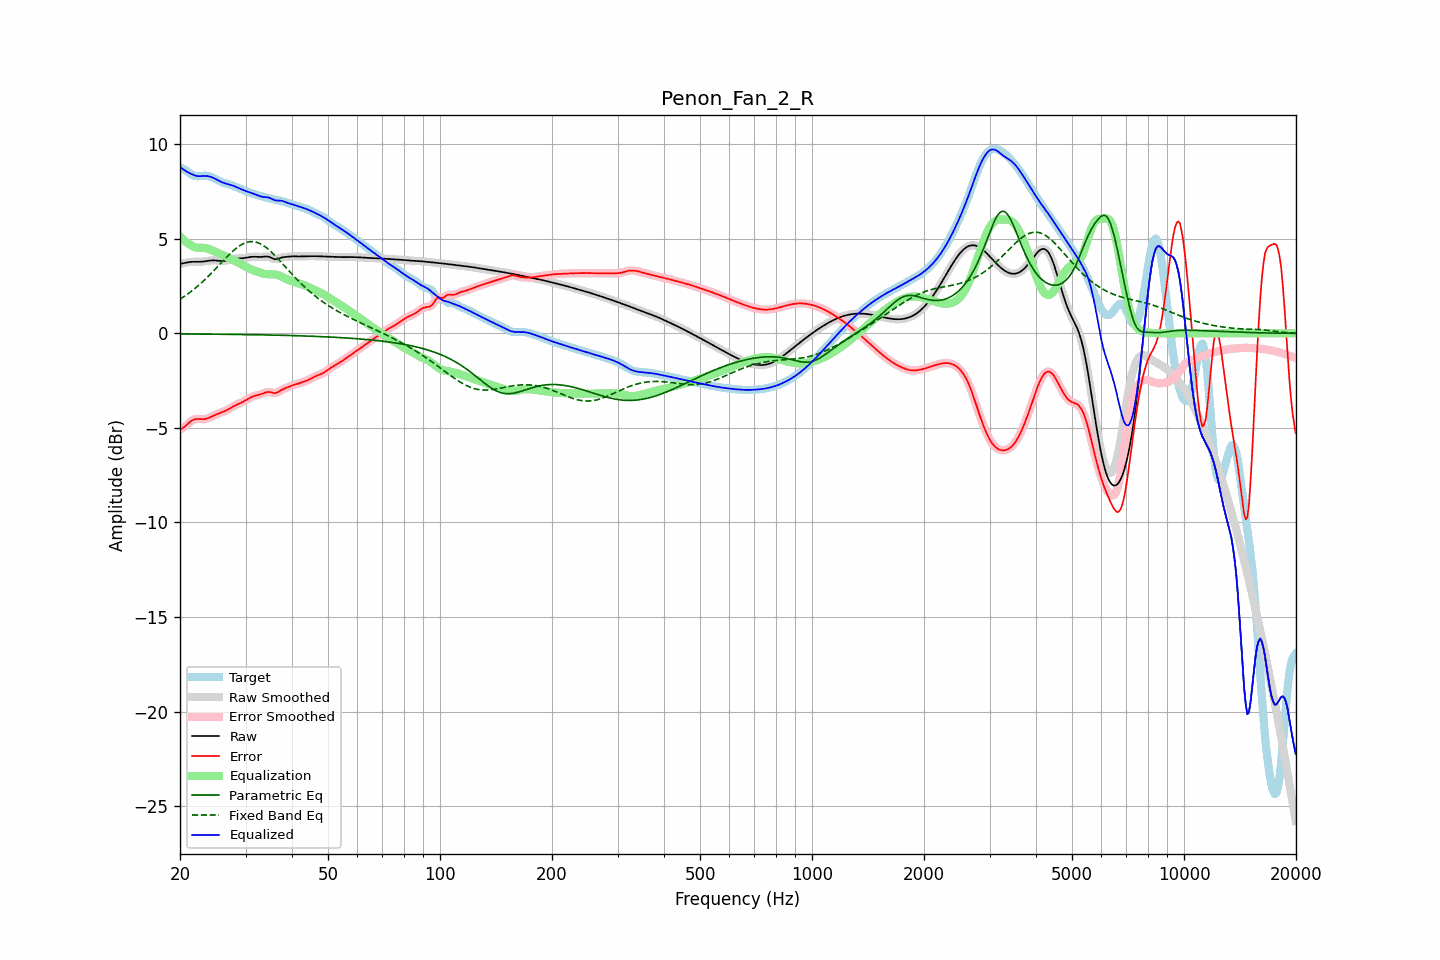 Penon_Fan_2_R
Amplitude (dBr)
10
5
0
−5
−10
−15
−20
−25
Target
Raw Smoothed
Error Smoothed
Raw
Error
Equalization
Parametric Eq
Fixed Band Eq
Equalized
20 50 100 200 500 1000 2000 5000 10000 20000
Frequency (Hz)